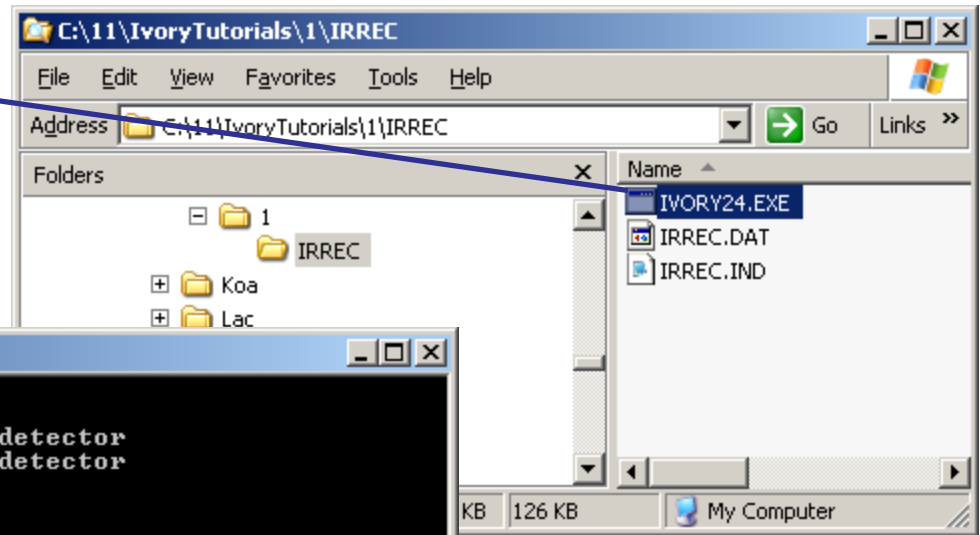 C:\11\IvoryTutorials\1\IRREC
File Edit View Favorites Tools Help
Address C:\11\IvoryTutorials\1\IRREC Go Links »
Folders x
Name
1
IRREC
Koa
Lac
IVORY24.EXE
IRREC.DAT
IRREC.IND
detector
detector
KB 126 KB My Computer